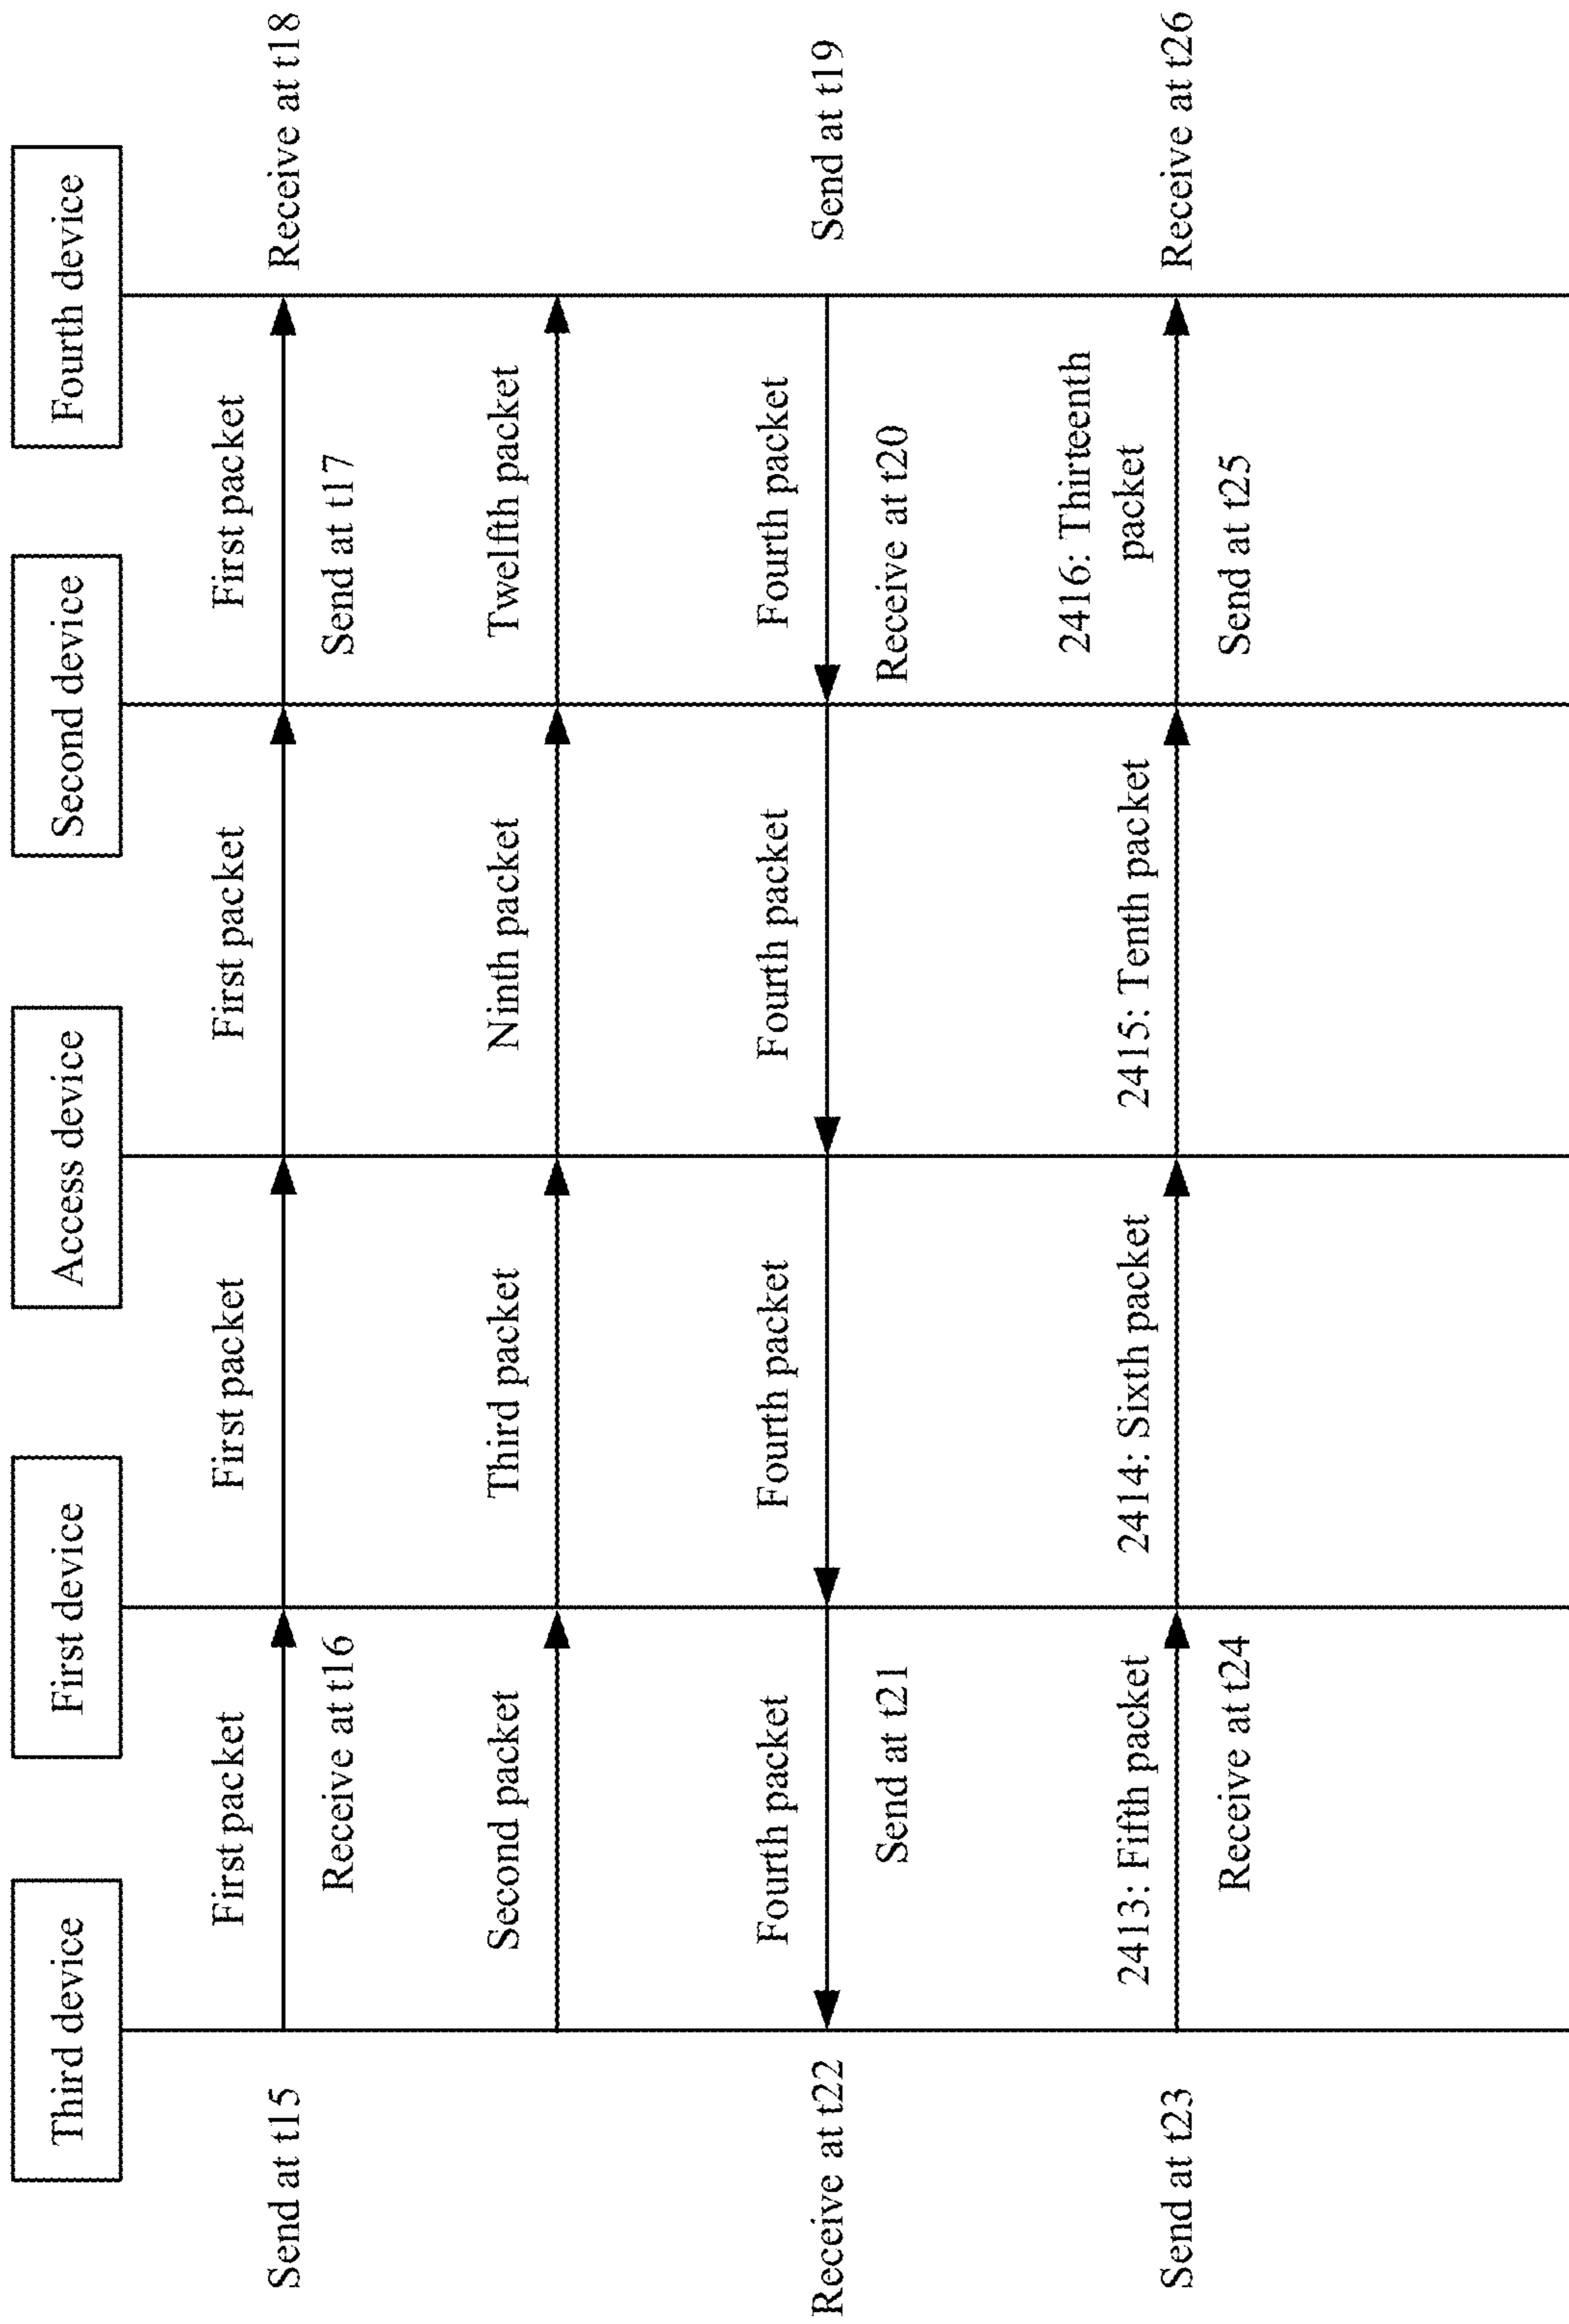 Third device
First device
Access device
Second device
Fourth device
Send at t15
First packet
First packet
First packet
First packet
Receive at t18
Receive at t16
Send at t17
Second packet
Third packet
Ninth packet
Twelfth packet
Receive at t22
Fourth packet
Fourth packet
Fourth packet
Fourth packet
Send at t19
Send at t21
Receive at t20
Send at t23
2413: Fifth packet
2414: Sixth packet
2415: Tenth packet
2416: Thirteenth
packet
Receive at t26
Receive at t24
Send at t25